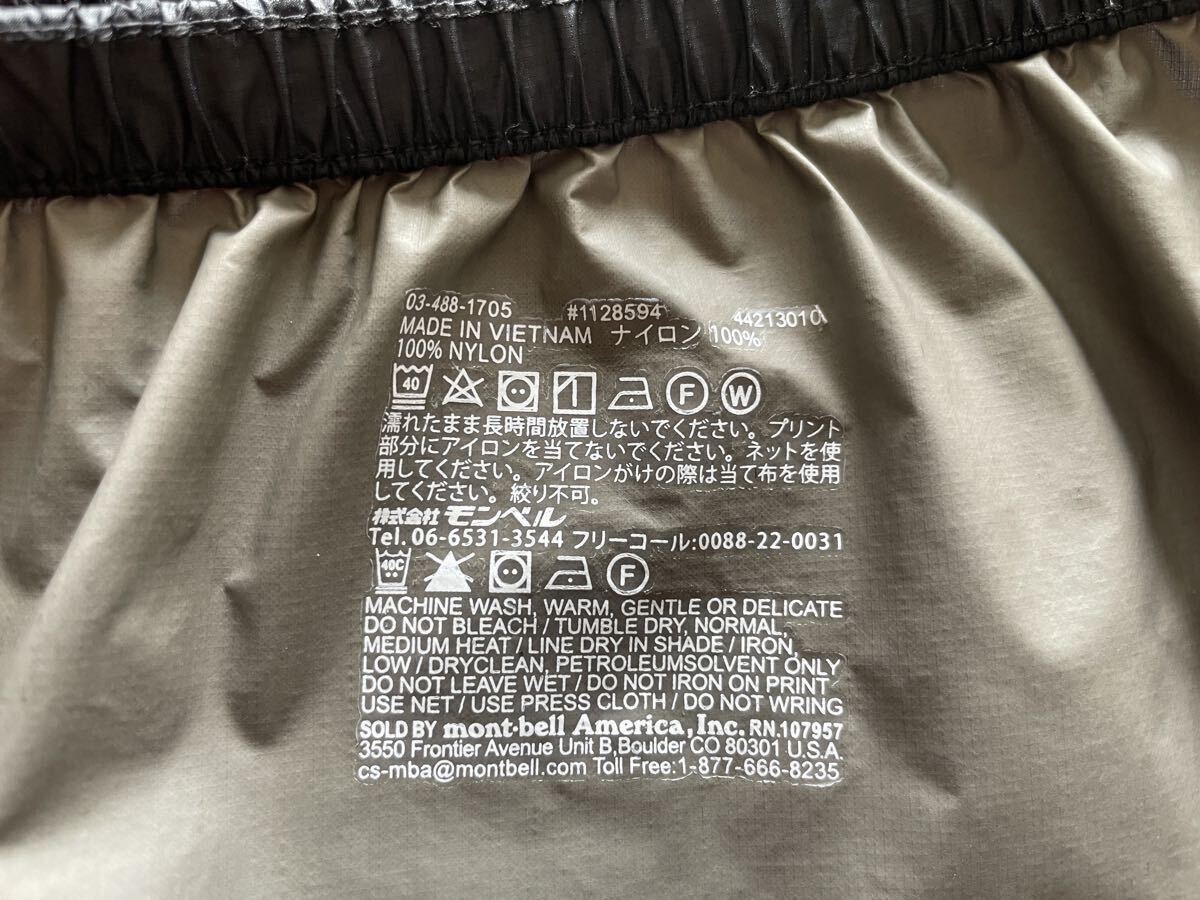 03-488-1705 #1128594 44213010
MADE IN VIETNAM ナイロン 100%
100% NYLON
40 F W
濡れたまま長時間放置しないでください。プリント
部分にアイロンを当てないでください。ネットを使
用してください。アイロンがけの際は当て布を使用
してください。絞り不可。
株式会社 モンベル
Tel. 06-6531-3544 フリーコール:0088-22-0031
40C F
MACHINE WASH, WARM, GENTLE OR DELICATE
DO NOT BLEACH / TUMBLE DRY, NORMAL,
MEDIUM HEAT / LINE DRY IN SHADE / IRON,
LOW / DRYCLEAN, PETROLEUMSOLVENT ONLY
DO NOT LEAVE WET / DO NOT IRON ON PRINT
USE NET / USE PRESS CLOTH / DO NOT WRING
SOLD BY mont-bell America, Inc. RN.107957
3550 Frontier Avenue Unit B, Boulder CO 80301 U.S.A.
cs-mba@montbell.com Toll Free:1-877-666-8235